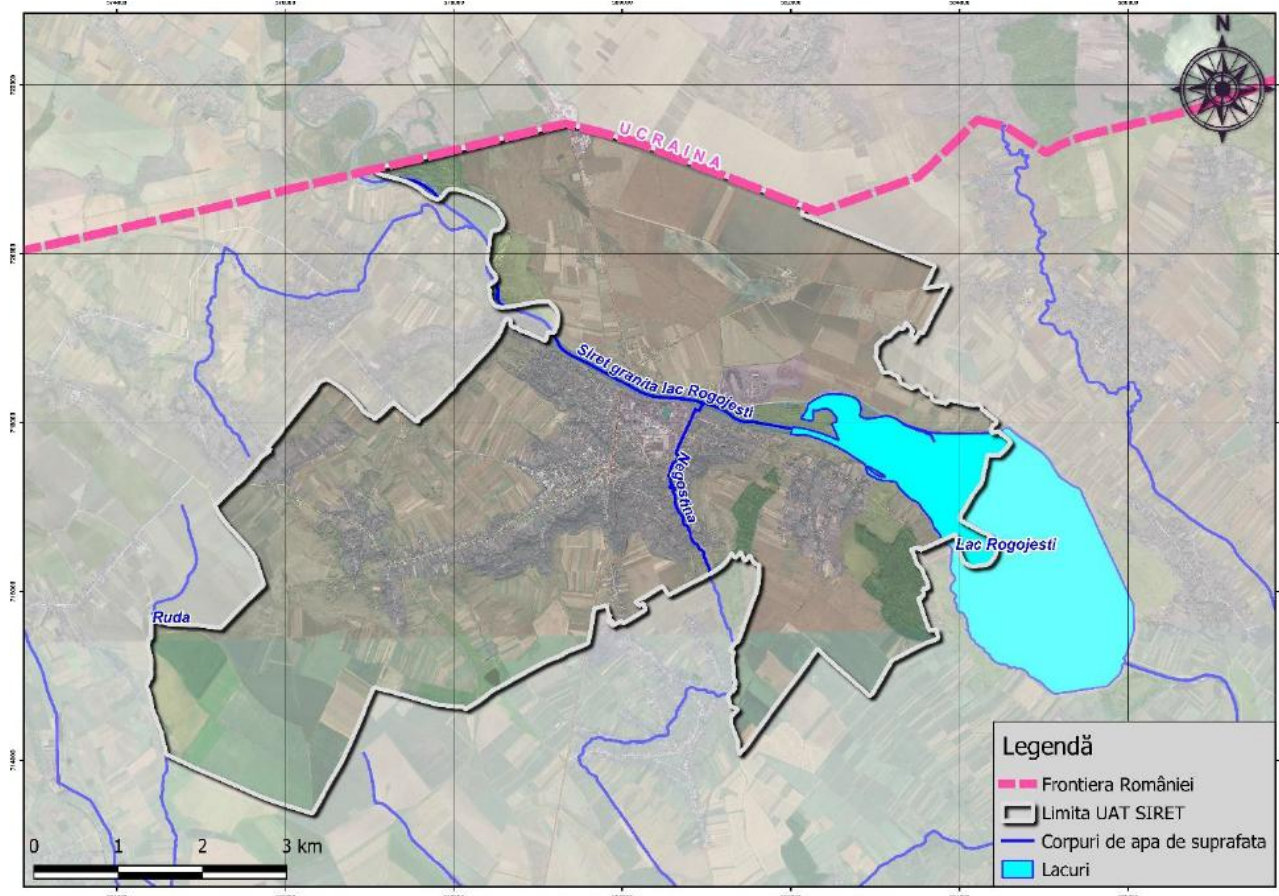 N
UCRAINA
Siret granita lac Rogojesti
Negostina
Lac Rogojesti
Ruda
Legendă
Frontiera României
Limita UAT SIRET
Corpuri de apa de suprafata
Lacuri
0 1 2 3 km